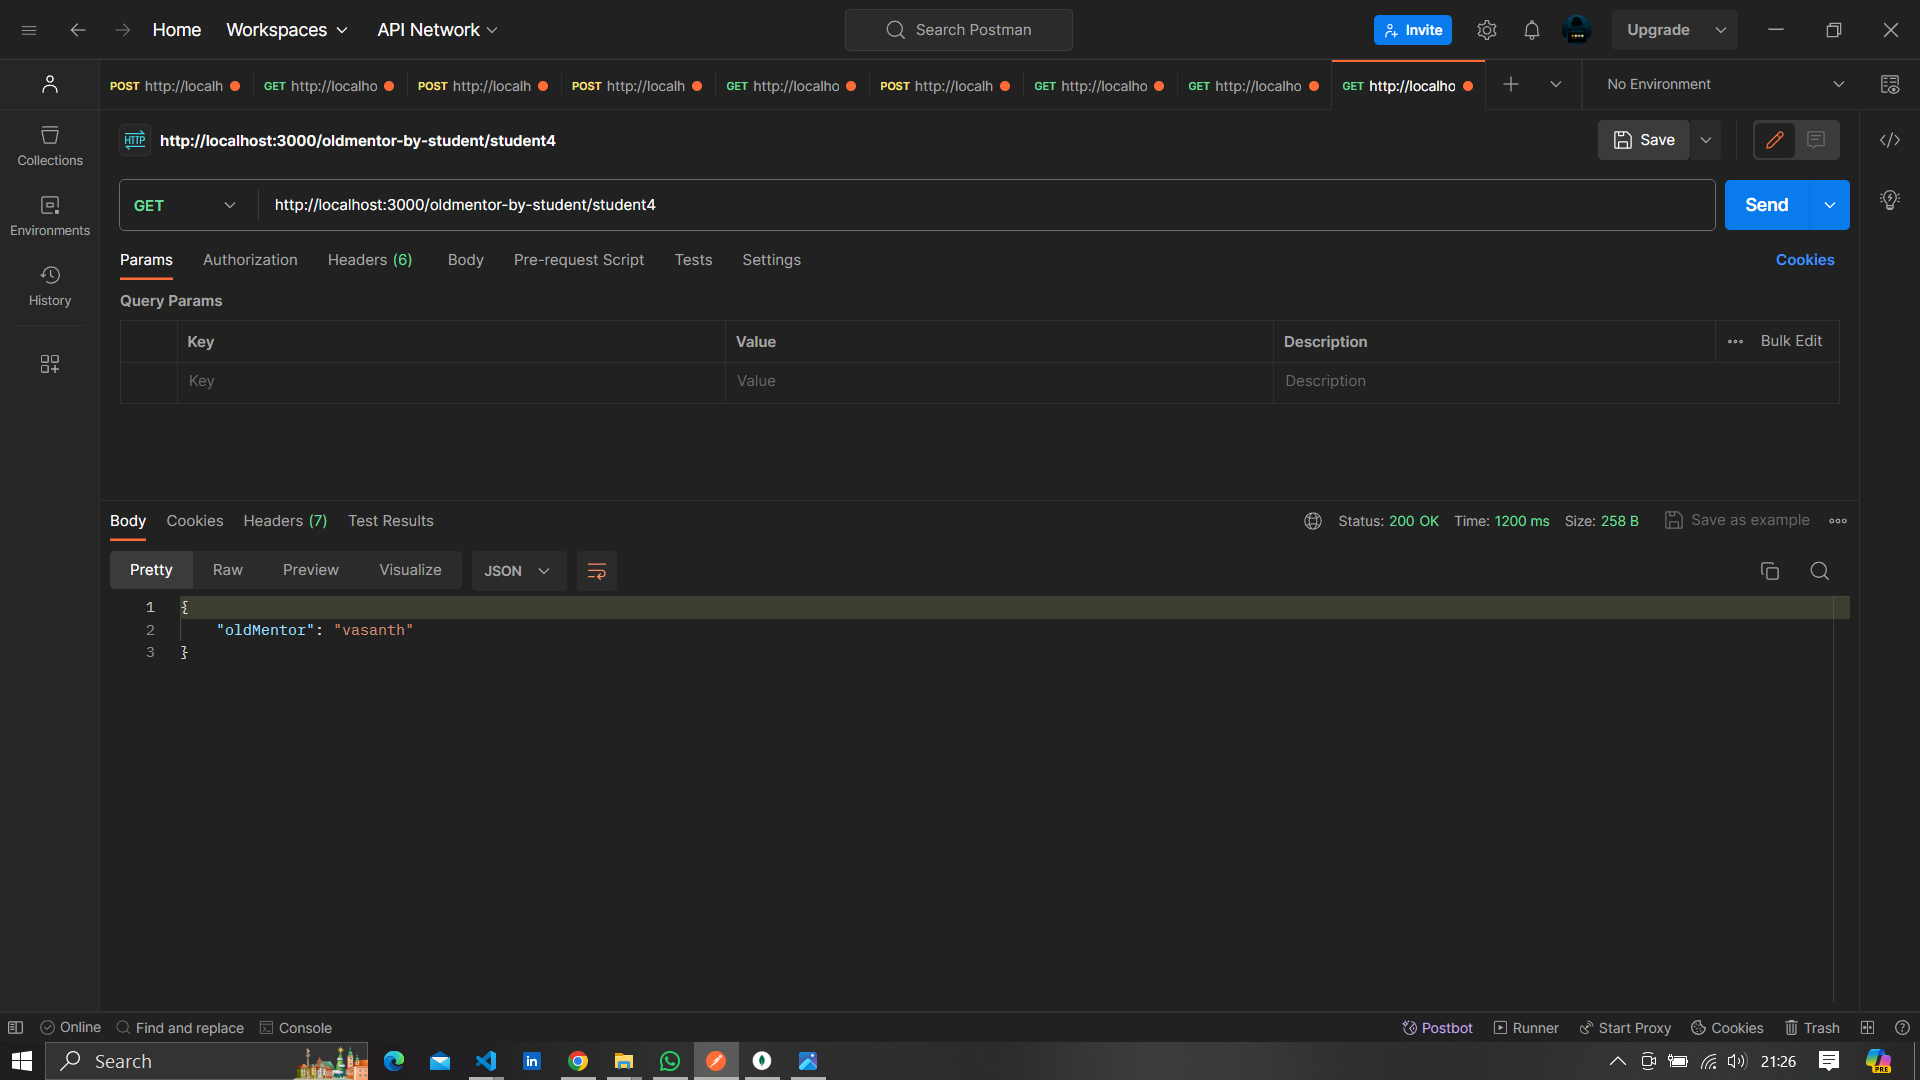 Home Workspaces API Network Search Postman Invite Upgrade
POST http://localh GET http://localho POST http://localh POST http://localh GET http://localho POST http://localh GET http://localho GET http://localho GET http://localho No Environment
HTTP http://localhost:3000/oldmentor-by-student/student4 Save
Collections
Environments
History
GET http://localhost:3000/oldmentor-by-student/student4 Send
Params Authorization Headers (6) Body Pre-request Script Tests Settings Cookies
Query Params
Key Value Description Bulk Edit
Key Value Description
Body Cookies Headers (7) Test Results Status: 200 OK Time: 1200 ms Size: 258 B Save as example
Pretty Raw Preview Visualize JSON
1 {
2 "oldMentor": "vasanth"
3 }
Online Find and replace Console Postbot Runner Start Proxy Cookies Trash
Search in 21:26 PRE